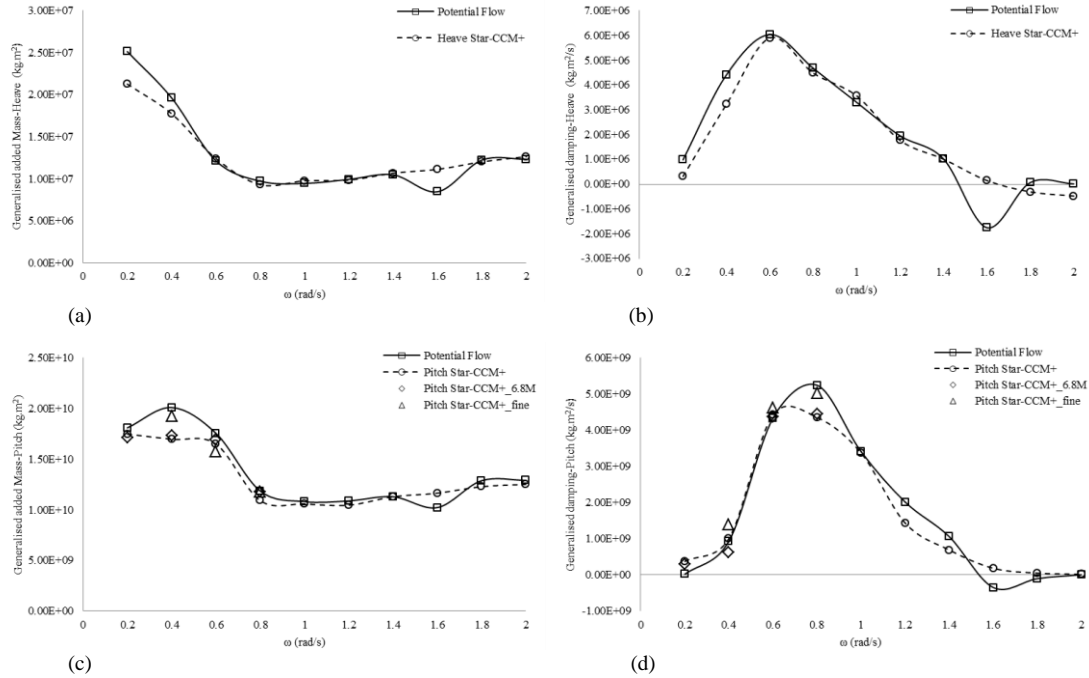 3.00E+07
2.50E+07
2.00E+07
1.50E+07
1.00E+07
5.00E+06
0.00E+00
Generalised added Mass-Heave (kg.m²)
0 0.2 0.4 0.6 0.8 1 1.2 1.4 1.6 1.8 2
ω (rad/s)
Potential Flow
Heave Star-CCM+
(a)
7.00E+06
6.00E+06
5.00E+06
4.00E+06
3.00E+06
2.00E+06
1.00E+06
0.00E+00
-1.00E+06
-2.00E+06
-3.00E+06
Generalised damping-Heave (kg.m²/s)
0 0.2 0.4 0.6 0.8 1 1.2 1.4 1.6 1.8 2
ω (rad/s)
Potential Flow
Heave Star-CCM+
(b)
2.50E+10
2.00E+10
1.50E+10
1.00E+10
5.00E+09
0.00E+00
Generalised added Mass-Pitch (kg.m²)
0 0.2 0.4 0.6 0.8 1 1.2 1.4 1.6 1.8 2
ω (rad/s)
Potential Flow
Pitch Star-CCM+
Pitch Star-CCM+_6.8M
Pitch Star-CCM+_fine
(c)
6.00E+09
5.00E+09
4.00E+09
3.00E+09
2.00E+09
1.00E+09
0.00E+00
-1.00E+09
Generalised damping-Pitch (kg.m²/s)
0 0.2 0.4 0.6 0.8 1 1.2 1.4 1.6 1.8 2
ω (rad/s)
Potential Flow
Pitch Star-CCM+
Pitch Star-CCM+_6.8M
Pitch Star-CCM+_fine
(d)